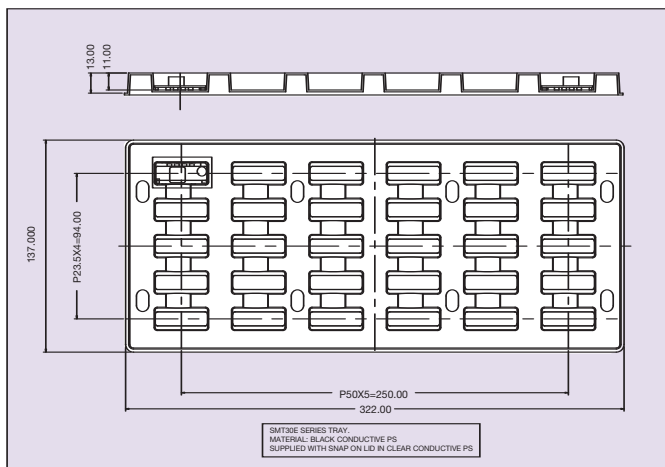 13.00
11.00
137.000
P23.5X4=94.00
P50X5=250.00
322.00
SMT30E SERIES TRAY.
MATERIAL: BLACK CONDUCTIVE PS
SUPPLIED WITH SNAP ON LID IN CLEAR CONDUCTIVE PS